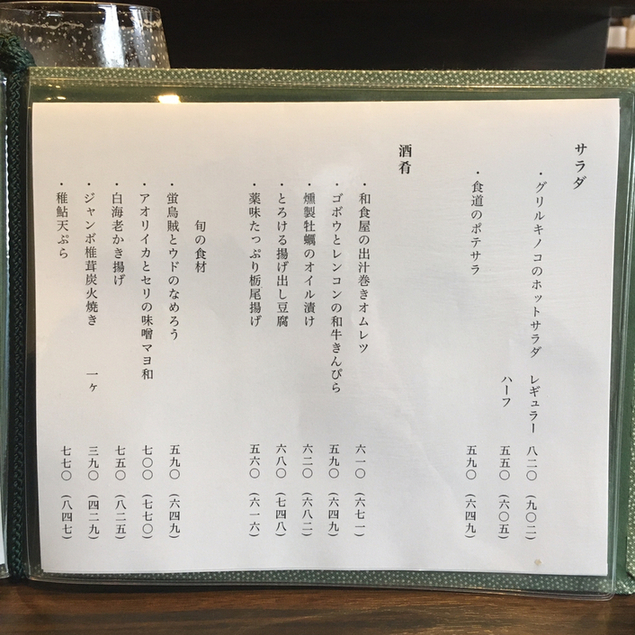 サラダ
・グリルキノコのホットサラダ レギュラー 八二〇（九〇二）
ハーフ 五五〇（六〇五）
・食道のポテサラ 五九〇（六四九）
酒肴
・和食屋の出汁巻きオムレツ 六一〇（六七一）
・ゴボウとレンコンの和牛きんぴら 五九〇（六四九）
・燻製牡蠣のオイル漬け 六二〇（六八二）
・とろける揚げ出し豆腐 六八〇（七四八）
・薬味たっぷり栃尾揚げ 五六〇（六一六）
旬の食材
・蛍烏賊とウドのなめろう 五九〇（六四九）
・アオリイカとセリの味噌マヨ和 七〇〇（七七〇）
・白海老かき揚げ 七五〇（八二五）
・ジャンボ椎茸炭火焼き 一ヶ 三九〇（四二九）
・稚鮎天ぷら 七七〇（八四七）